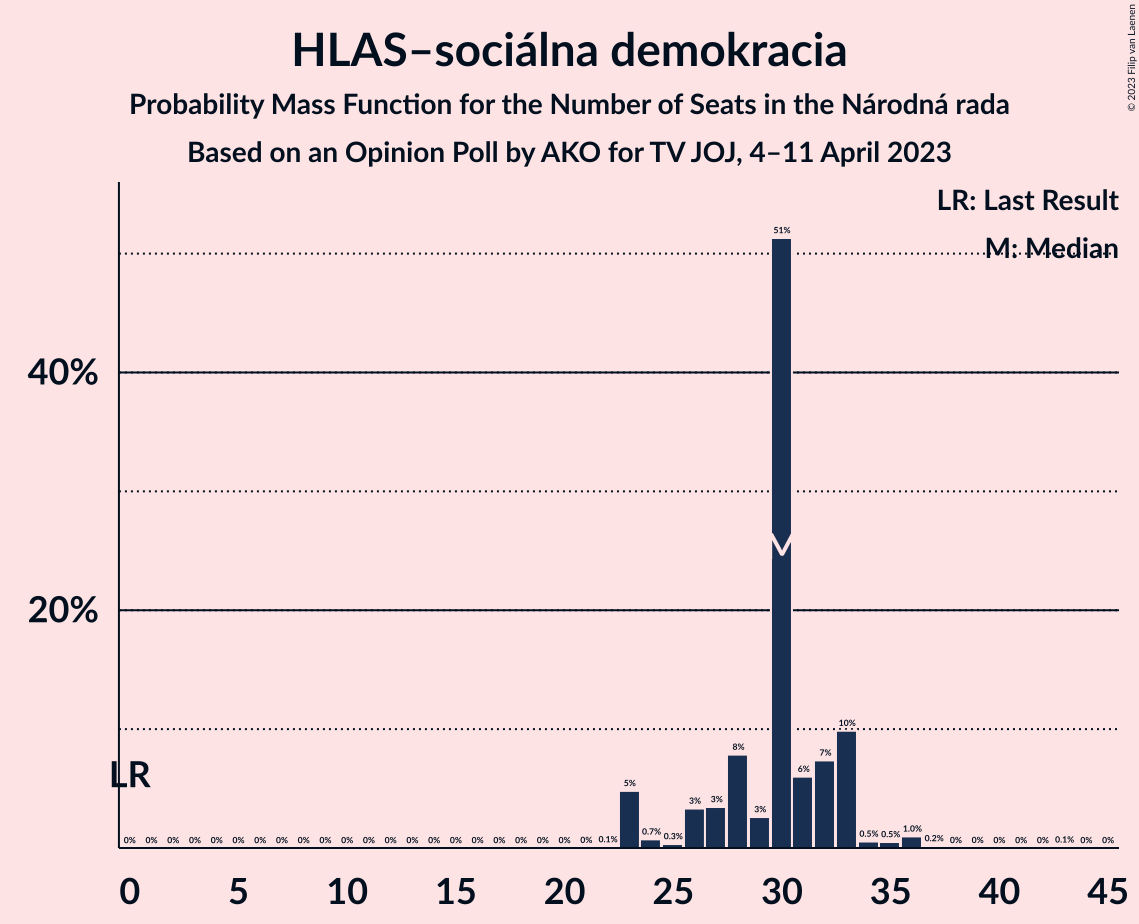 HLAS–sociálna demokracia
Probability Mass Function for the Number of Seats in the Národná rada
Based on an Opinion Poll by AKO for TV JOJ, 4–11 April 2023
© 2023 Filip van Laenen
LR: Last Result
M: Median
51%
40%
20%
10%
8%
7%
6%
LR
5%
3% 3% 3%
0% 0% 0% 0% 0% 0% 0% 0% 0% 0% 0% 0% 0% 0% 0% 0% 0% 0% 0% 0% 0% 0% 0.1% 0.7% 0.3% 0.5% 0.5% 1.0% 0.2% 0% 0% 0% 0% 0% 0.1% 0% 0%
0 5 10 15 20 25 30 35 40 45